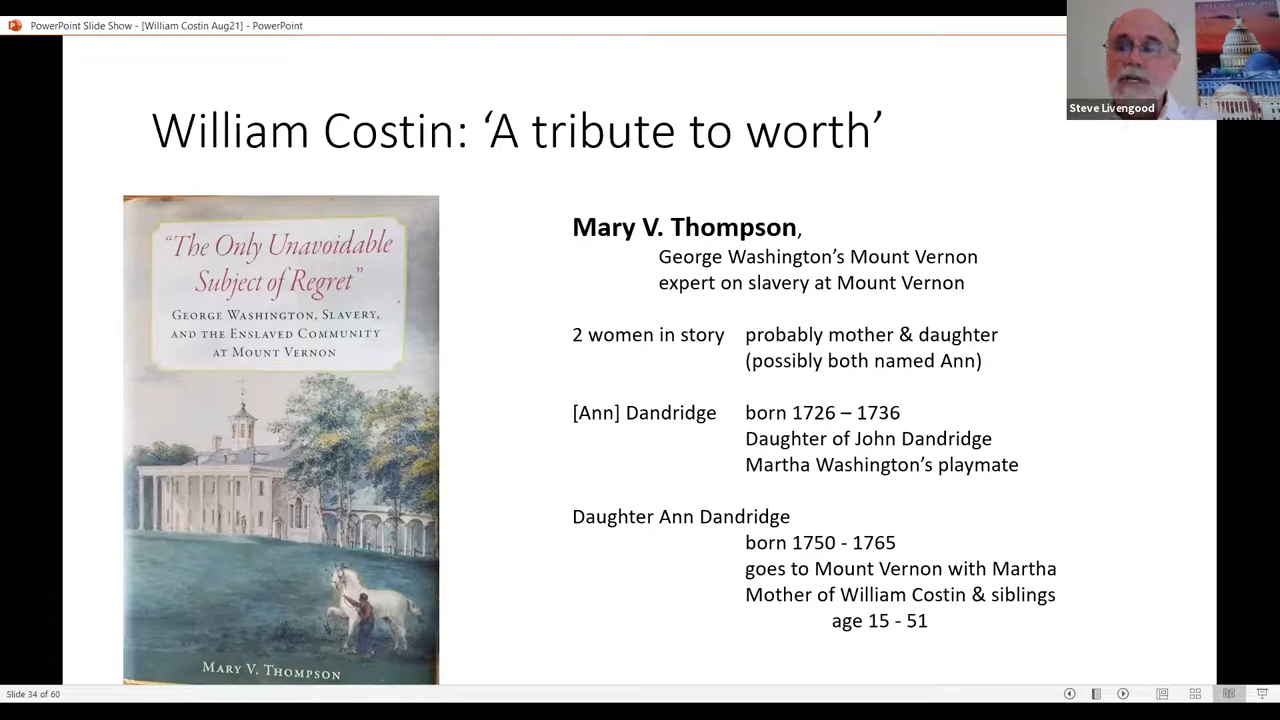 PowerPoint Slide Show - [William Costin Aug21] - PowerPoint
Steve Livengood
William Costin: ‘A tribute to worth’
“The Only Unavoidable
Subject of Regret”
George Washington, Slavery,
and the Enslaved Community
at Mount Vernon
Mary V. Thompson
Mary V. Thompson,
George Washington’s Mount Vernon
expert on slavery at Mount Vernon
2 women in story probably mother & daughter
(possibly both named Ann)
[Ann] Dandridge born 1726 – 1736
Daughter of John Dandridge
Martha Washington’s playmate
Daughter Ann Dandridge
born 1750 - 1765
goes to Mount Vernon with Martha
Mother of William Costin & siblings
age 15 - 51
Slide 34 of 60